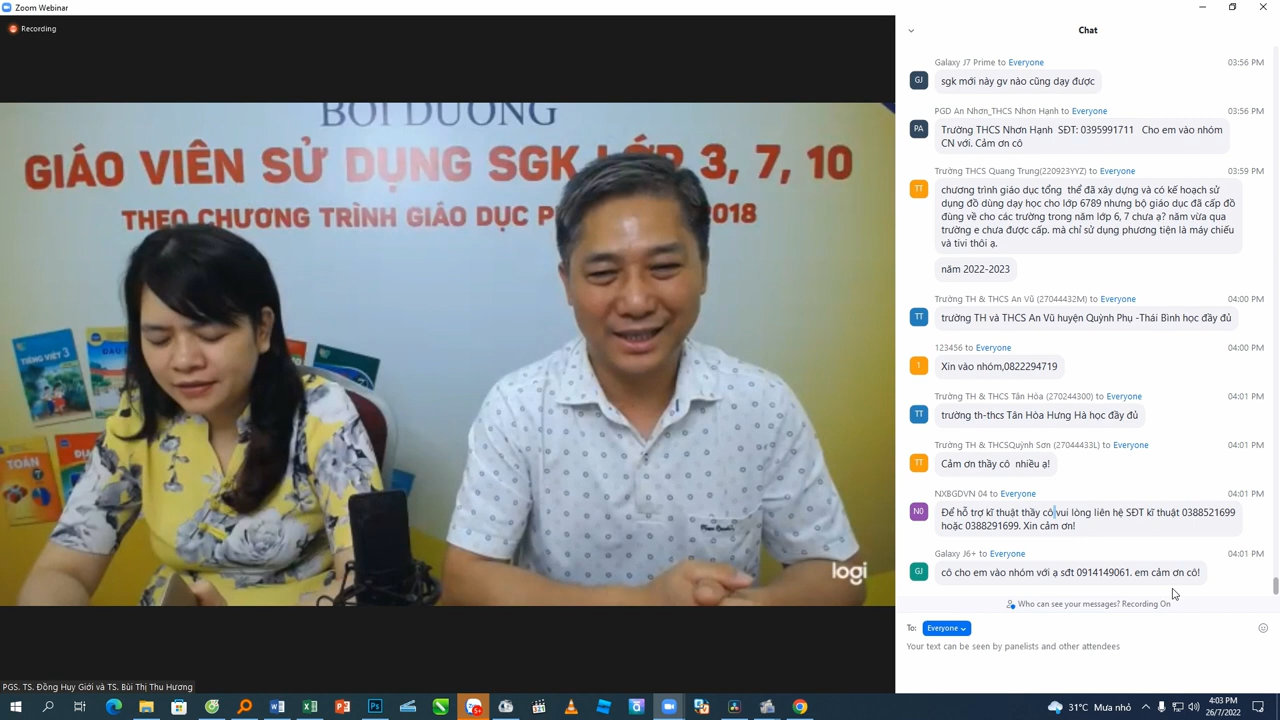 Zoom Webinar
Recording
BỒI DƯỠNG
GIÁO VIÊN SỬ DỤNG SGK LỚP 3, 7, 10
THEO CHƯƠNG TRÌNH GIÁO DỤC P 2018
TIẾNG VIỆT 3
TOÁN
logi
PGS. TS. Đồng Huy Giới và TS. Bùi Thị Thu Hương
Chat
Galaxy J7 Prime to Everyone 03:56 PM
GJ
sgk mới này gv nào cũng dạy được
PGD An Nhơn_THCS Nhơn Hạnh to Everyone 03:56 PM
PA
Trường THCS Nhơn Hạnh SĐT: 0395991711 Cho em vào nhóm
CN với. Cảm ơn cô
Trường THCS Quang Trung(220923YYZ) to Everyone 03:59 PM
TT
chương trình giáo dục tổng thể đã xây dựng và có kế hoạch sử
dụng đồ dùng dạy học cho lớp 6789 nhưng bộ giáo dục đã cấp đồ
đùng về cho các trường trong năm lớp 6, 7 chưa ạ? năm vừa qua
trường e chưa được cấp. mà chỉ sử dụng phương tiện là máy chiếu
và tivi thôi ạ.
năm 2022-2023
Trường TH & THCS An Vũ (27044432M) to Everyone 04:00 PM
TT
trường TH và THCS An Vũ huyện Quỳnh Phụ -Thái Bình học đầy đủ
123456 to Everyone 04:00 PM
1
Xin vào nhóm,0822294719
Trường TH & THCS Tân Hòa (270244300) to Everyone 04:01 PM
TT
trường th-thcs Tân Hòa Hưng Hà học đầy đủ
Trường TH & THCSQuỳnh Sơn (27044433L) to Everyone 04:01 PM
TT
Cảm ơn thầy cô nhiều ạ!
NXBGDVN 04 to Everyone 04:01 PM
N0
Để hỗ trợ kĩ thuật thầy cô vui lòng liên hệ SĐT kĩ thuật 0388521699
hoặc 0388291699. Xin cảm ơn!
Galaxy J6+ to Everyone 04:01 PM
GJ
cô cho em vào nhóm với ạ sđt 0914149061. em cảm ơn cô!
Who can see your messages? Recording On
To: Everyone
Your text can be seen by panelists and other attendees
31°C Mưa nhỏ
4:03 PM
26/7/2022